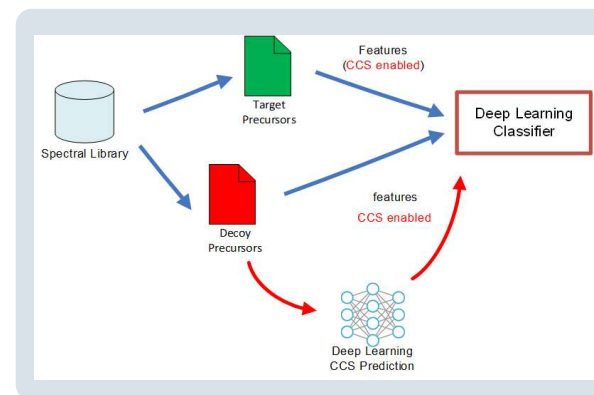 Features
(CCS enabled)
Target
Precursors
Deep Learning
Classifier
Spectral Library
features
CCS enabled
Decoy
Precursors
Deep Learning
CCS Prediction